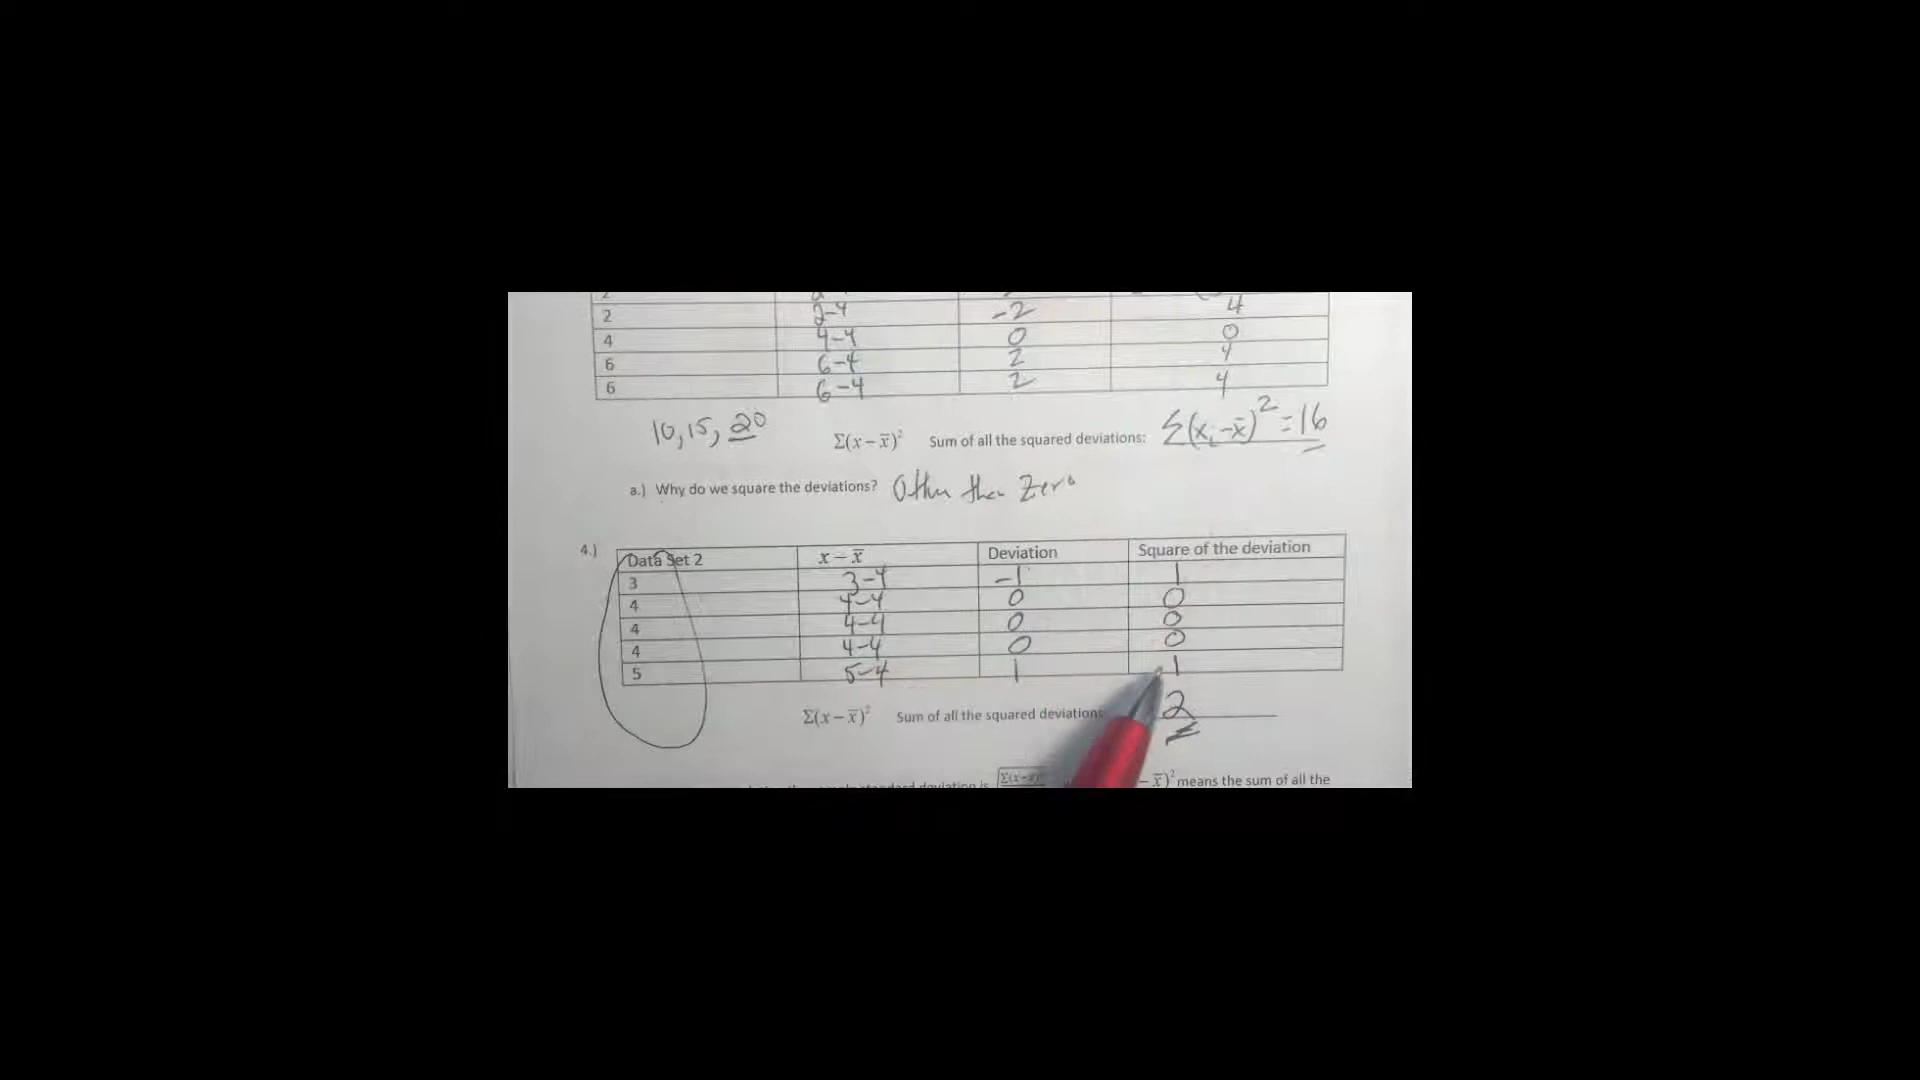 2 2-4 -2 4
4 4-4 0 0
6 6-4 2 4
6 6-4 2 4
10, 15, 20 Σ(x − x̄)² Sum of all the squared deviations: Σ(xᵢ-x̄)² = 16
a.) Why do we square the deviations? Other than Zero
4.) Data Set 2 x − x̄ Deviation Square of the deviation
3 3-4 -1 1
4 4-4 0 0
4 4-4 0 0
4 4-4 0 0
5 5-4 1 1
Σ(x − x̄)² Sum of all the squared deviations 2
standard deviation is Σ(x−x̄) − x̄)² means the sum of all the